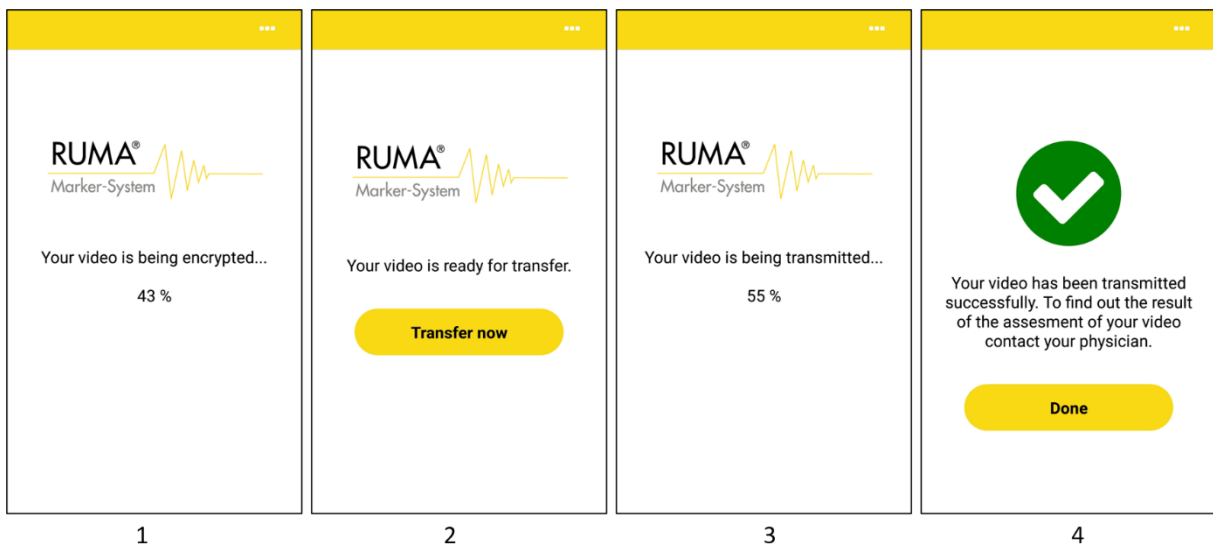 RUMA®
Marker-System
Your video is being encrypted...
43 %
1
RUMA®
Marker-System
Your video is ready for transfer.
Transfer now
2
RUMA®
Marker-System
Your video is being transmitted...
55 %
3
Your video has been transmitted
successfully. To find out the result
of the assesment of your video
contact your physician.
Done
4